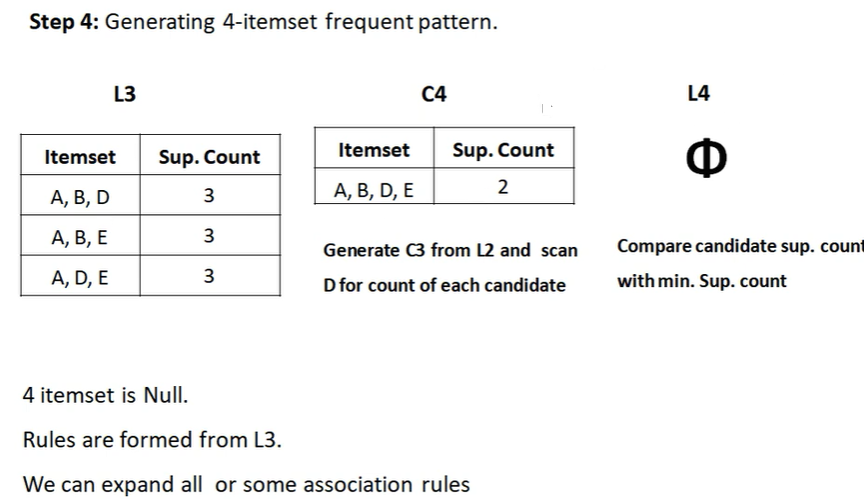 Step 4: Generating 4-itemset frequent pattern.
L3
C4
L4
Itemset Sup. Count
A, B, D 3
A, B, E 3
A, D, E 3
Itemset Sup. Count
A, B, D, E 2
Φ
Generate C3 from L2 and scan
D for count of each candidate
Compare candidate sup. count
with min. Sup. count
4 itemset is Null.
Rules are formed from L3.
We can expand all or some association rules